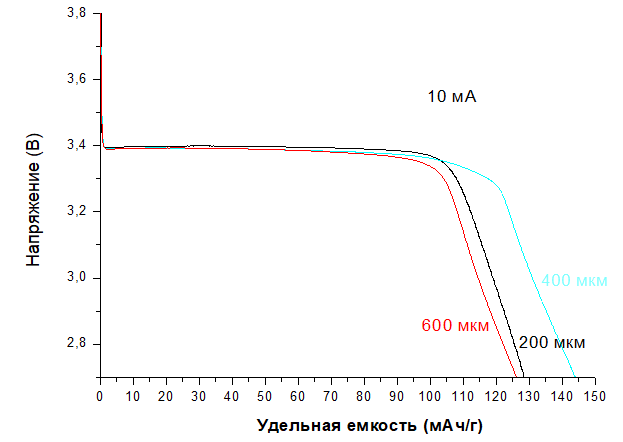 3,8
3,6
10 мА
3,4
Напряжение (В)
3,2
3,0
400 мкм
600 мкм
200 мкм
2,8
0 10 20 30 40 50 60 70 80 90 100 110 120 130 140 150
Удельная емкость (мАч/г)